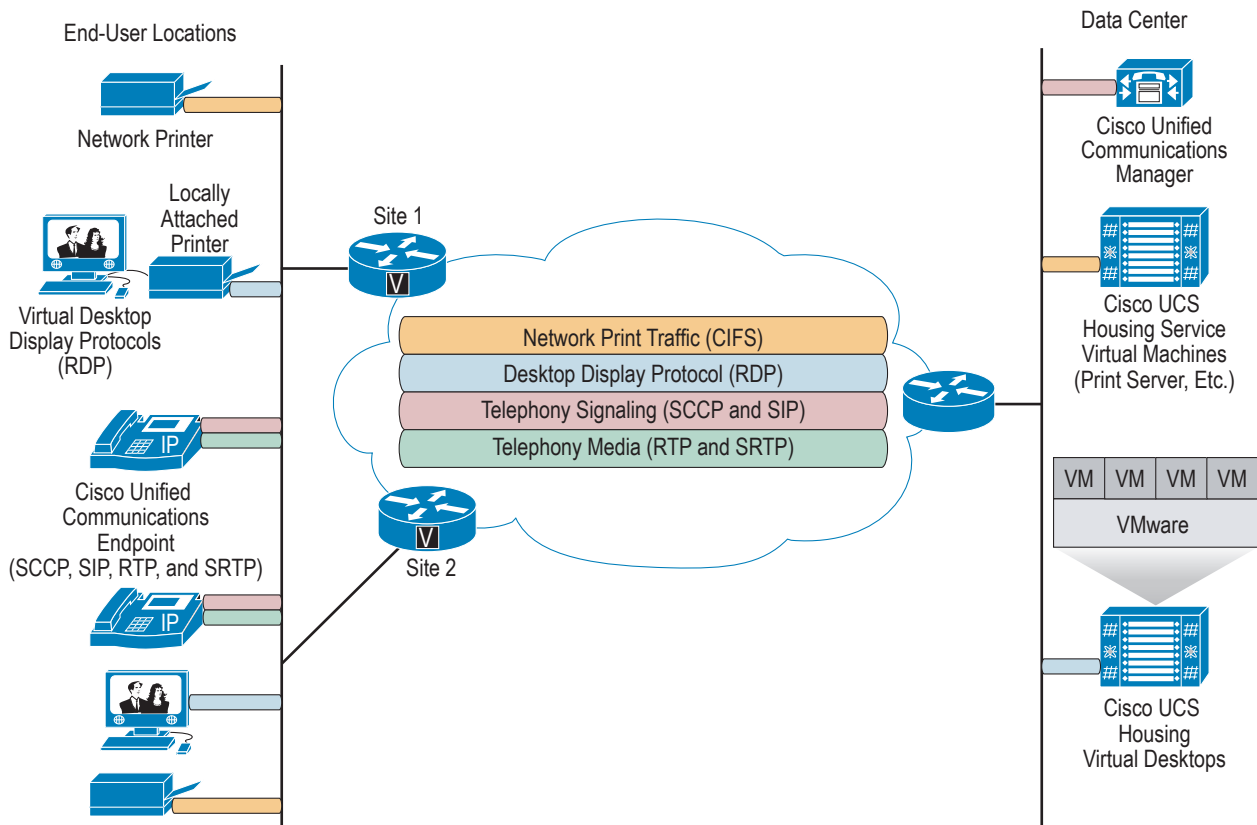 End-User Locations
Data Center
Network Printer
Locally
Attached
Printer
Virtual Desktop
Display Protocols
(RDP)
IP
Cisco Unified
Communications
Endpoint
(SCCP, SIP, RTP, and SRTP)
IP
Site 1
V
Network Print Traffic (CIFS)
Desktop Display Protocol (RDP)
Telephony Signaling (SCCP and SIP)
Telephony Media (RTP and SRTP)
V
Site 2
Cisco Unified
Communications
Manager
Cisco UCS
Housing Service
Virtual Machines
(Print Server, Etc.)
VM VM VM VM
VMware
Cisco UCS
Housing
Virtual Desktops